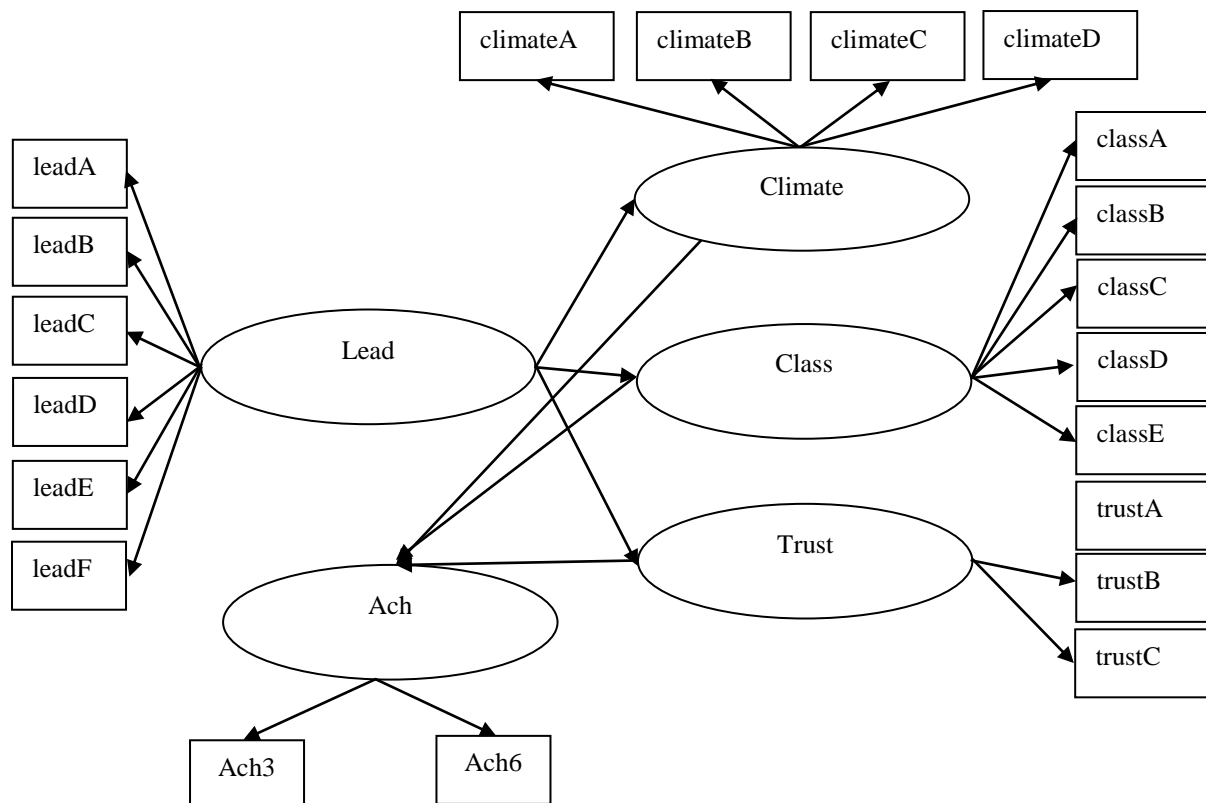 climateA
climateB
climateC
climateD
leadA
leadB
leadC
leadD
leadE
leadF
Lead
Climate
Class
Trust
Ach
classA
classB
classC
classD
classE
trustA
trustB
trustC
Ach3
Ach6